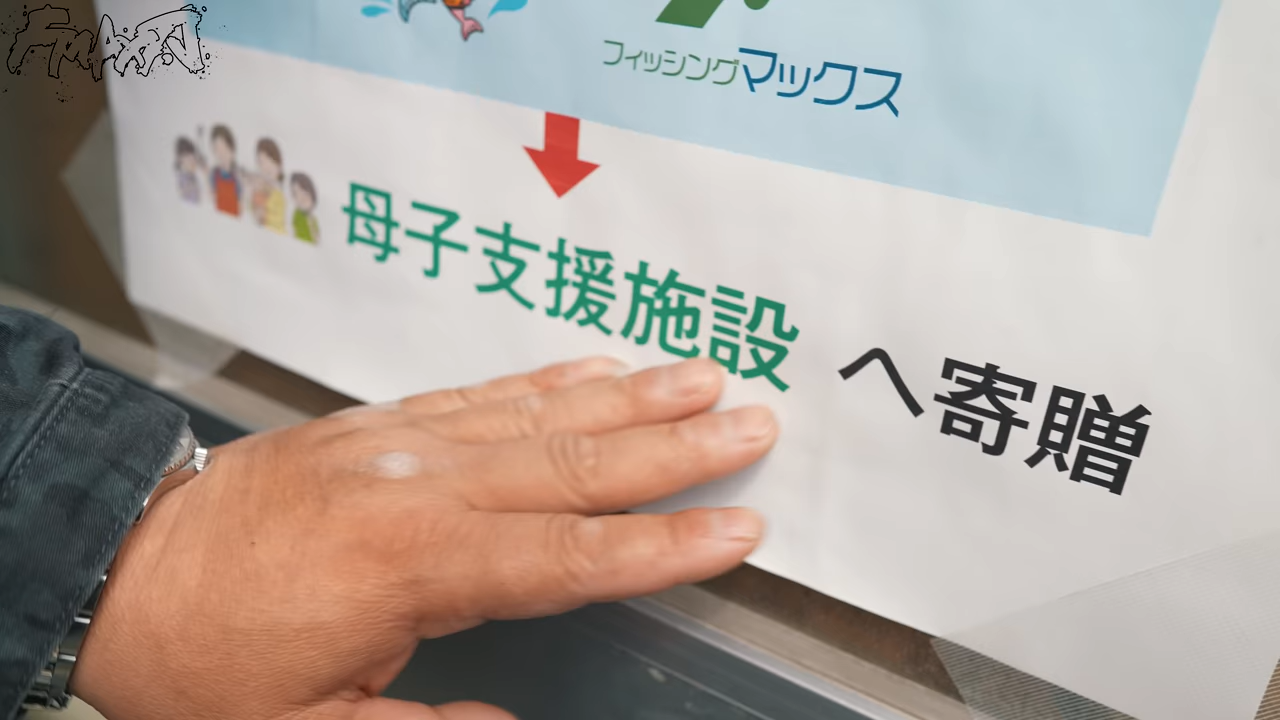 フィッシングマックス
母子支援施設 へ寄贈